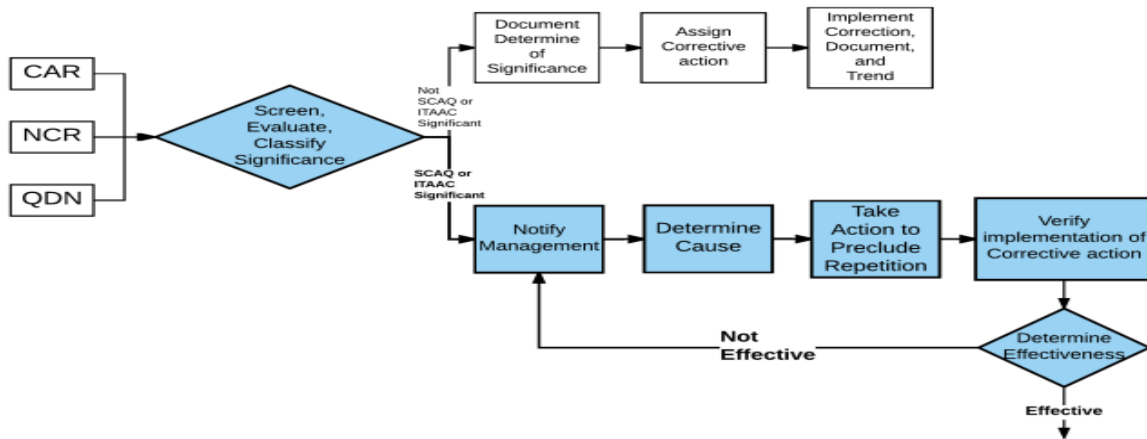 CAR
NCR
QDN
Screen,
Evaluate,
Classify
Significance
Not
SCAQ or
ITAAC
Significant
Document
Determine
of
Significance
Assign
Corrective
action
Implement
Correction,
Document,
and
Trend
SCAQ or
ITAAC
Significant
Notify
Management
Determine
Cause
Take
Action to
Preclude
Repetition
Verify
implementation of
Corrective action
Determine
Effectiveness
Not
Effective
Effective